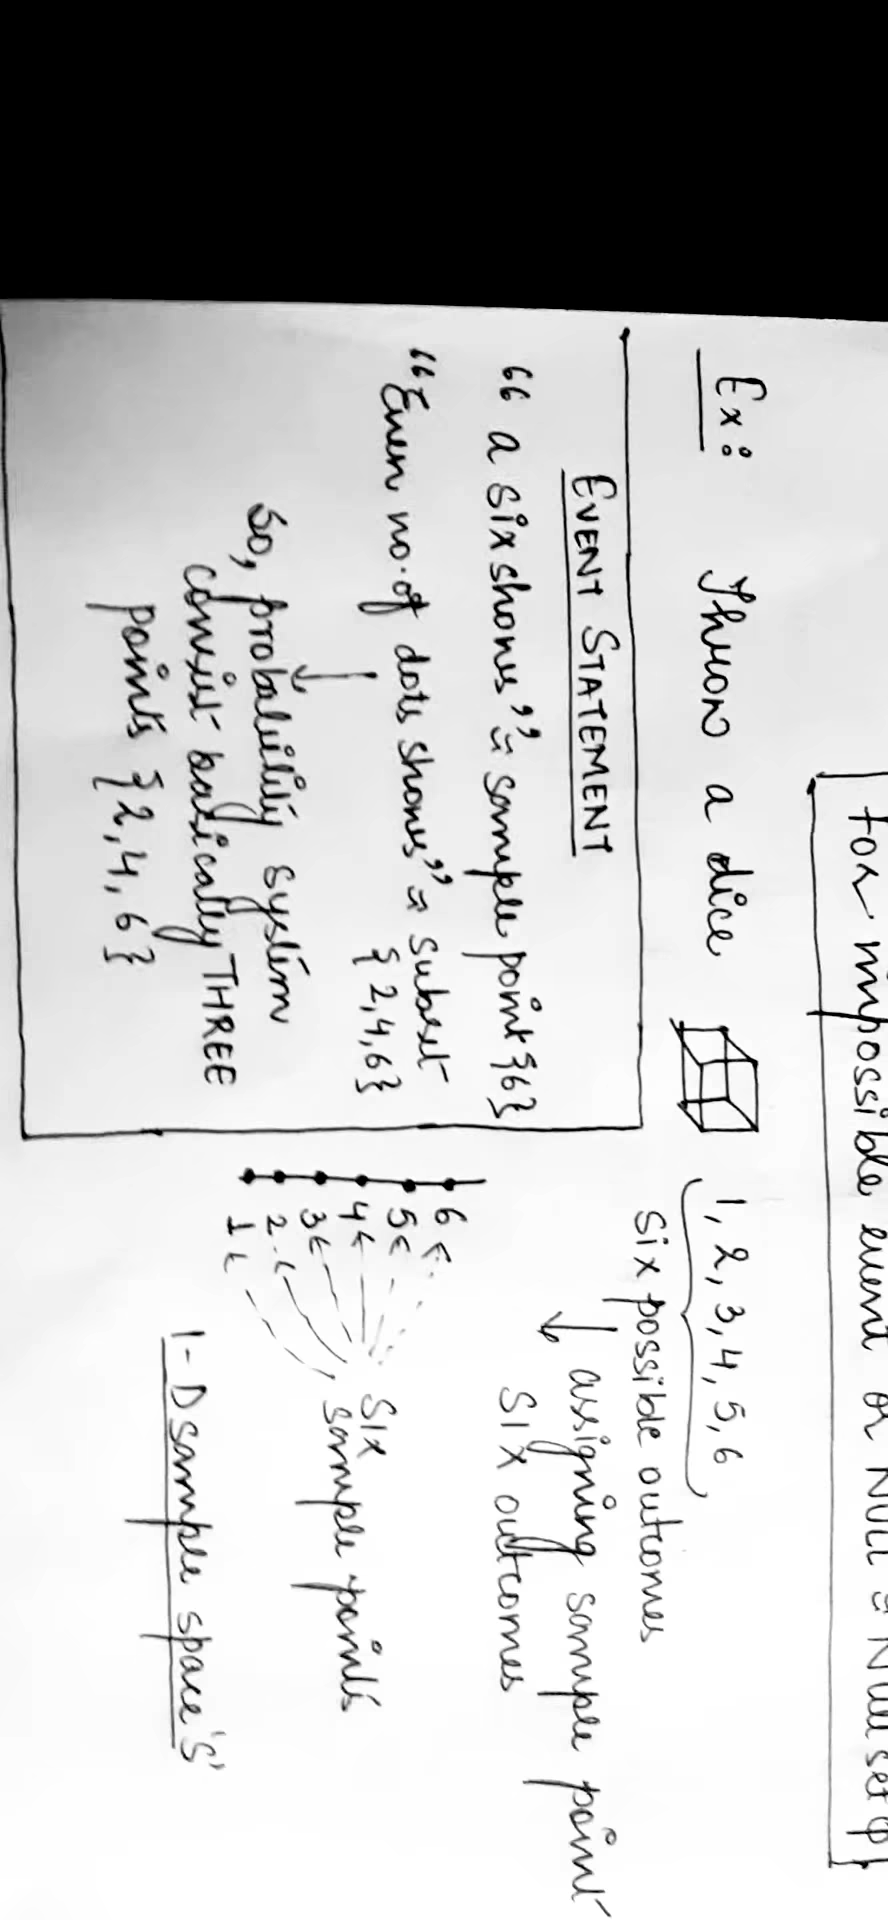 for impossible event or NULL = Null set φ}
Ex: Throw a dice
1, 2, 3, 4, 5, 6,
Six possible outcomes
↓ assigning sample point
SIX outcomes
EVENT STATEMENT
“a six shows” = sample point {6}
“Even no. of dots shows” = subset
{2,4,6}
So, probability system
consist basically THREE
points {2, 4, 6}
6
5
4
3
2
1
Six
sample points
1-D sample space 'S'